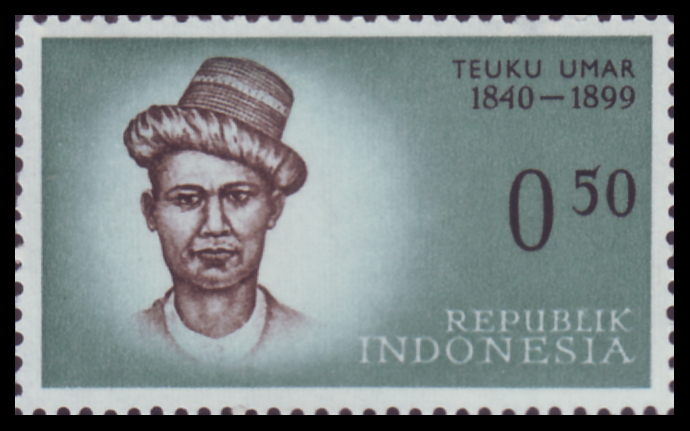 TEUKU UMAR
1840—1899
0 50
REPUBLIK
INDONESIA